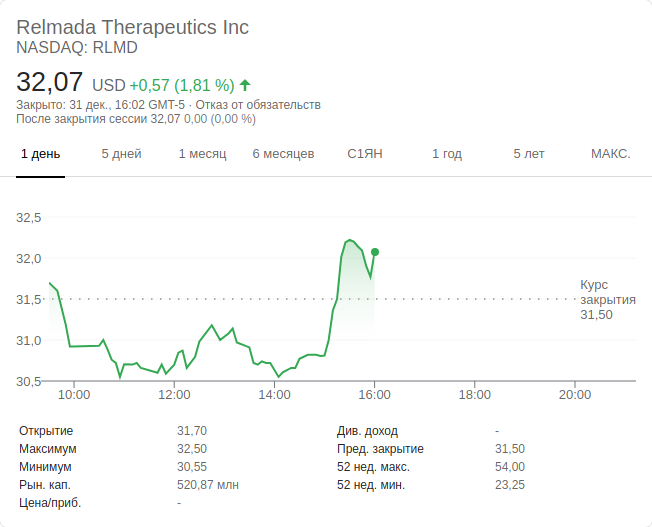 Relmada Therapeutics Inc
NASDAQ: RLMD
32,07 USD +0,57 (1,81 %)
Закрыто: 31 дек., 16:02 GMT-5 · Отказ от обязательств
После закрытия сессии 32,07 0,00 (0,00 %)
1 день 5 дней 1 месяц 6 месяцев С1ЯН 1 год 5 лет МАКС.
32,5
32,0
31,5
31,0
30,5
Курс
закрытия
31,50
10:00 12:00 14:00 16:00 18:00 20:00
Открытие 31,70 Див. доход -
Максимум 32,50 Пред. закрытие 31,50
Минимум 30,55 52 нед. макс. 54,00
Рын. кап. 520,87 млн 52 нед. мин. 23,25
Цена/приб. -